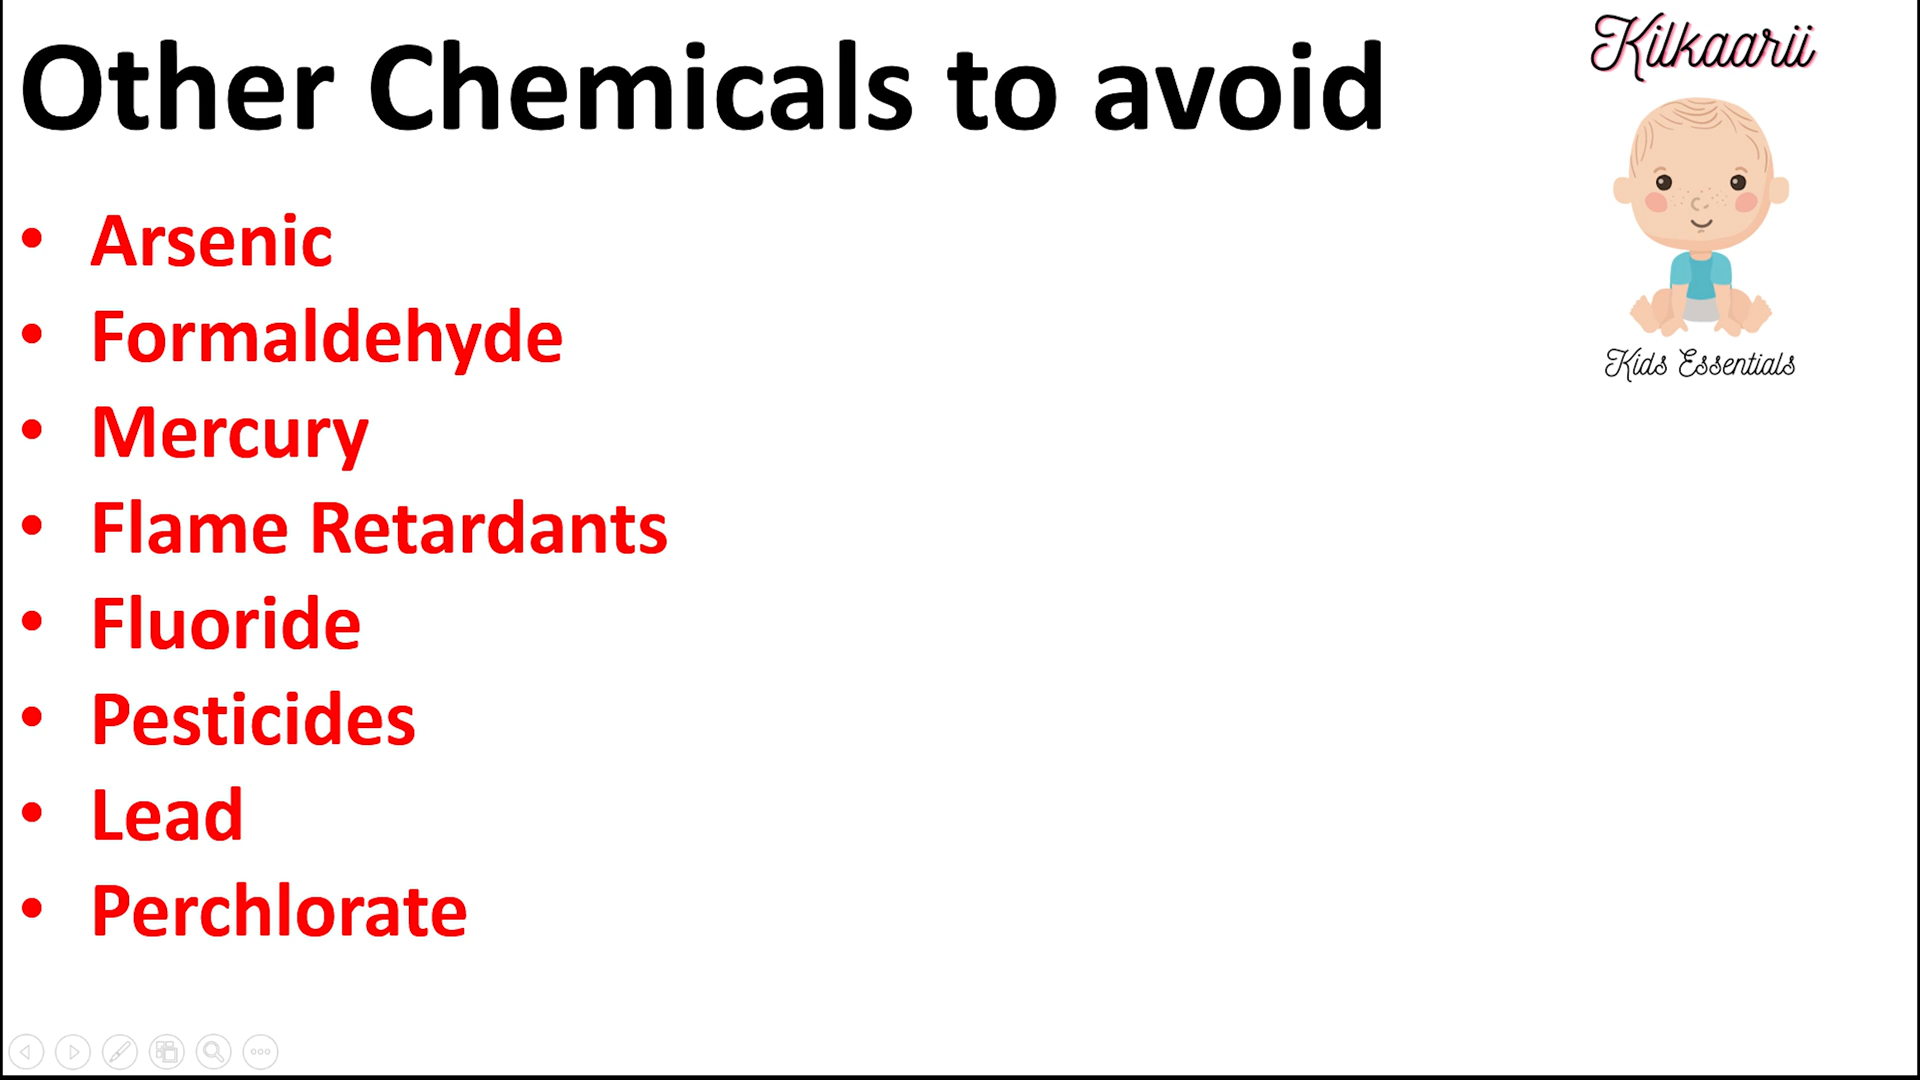 Other Chemicals to avoid
Kilkaarii
• Arsenic
• Formaldehyde
• Mercury
• Flame Retardants
• Fluoride
• Pesticides
• Lead
• Perchlorate
Kids Essentials